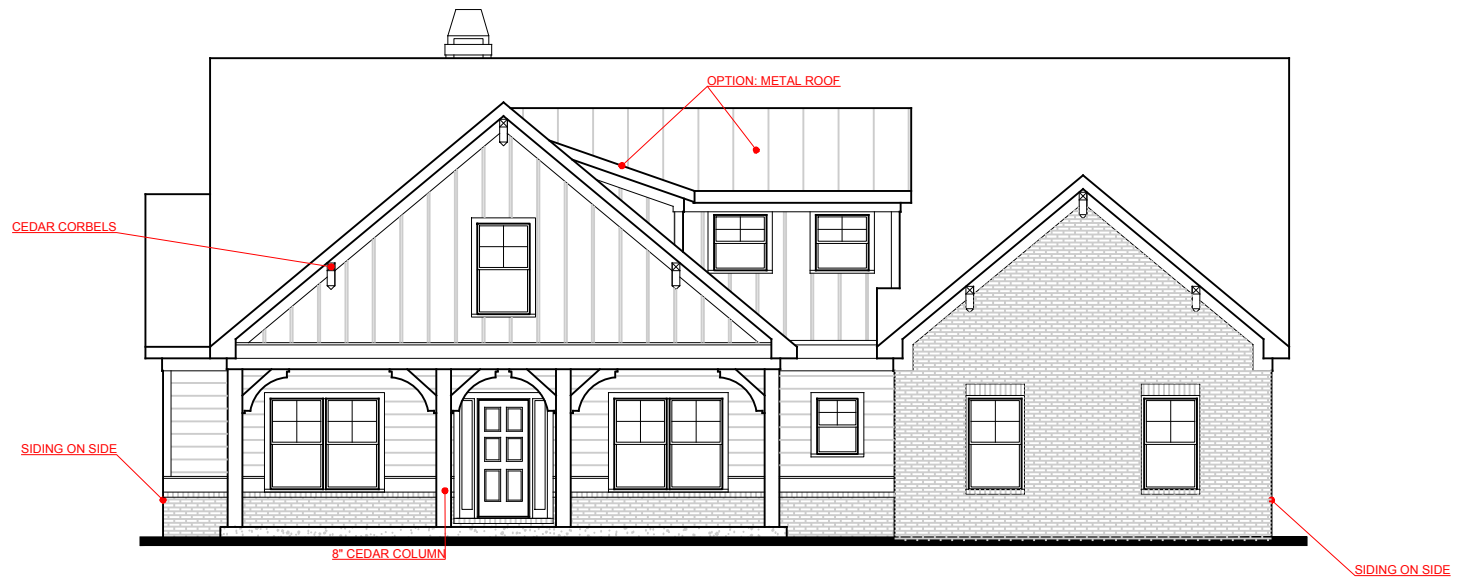 OPTION: METAL ROOF
CEDAR CORBELS
SIDING ON SIDE
8" CEDAR COLUMN
SIDING ON SIDE